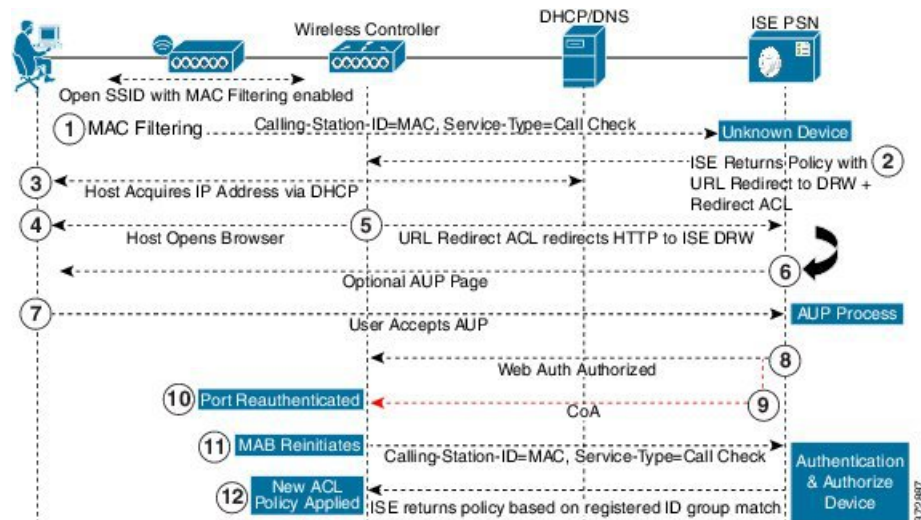 DHCP/DNS
ISE PSN
Wireless Controller
Open SSID with MAC Filtering enabled
1 MAC Filtering
Calling-Station-ID=MAC, Service-Type=Call Check
Unknown Device
ISE Returns Policy with
URL Redirect to DRW +
Redirect ACL
2
3
Host Acquires IP Address via DHCP
4
Host Opens Browser
5
URL Redirect ACL redirects HTTP to ISE DRW
6
Optional AUP Page
7
User Accepts AUP
AUP Process
8
Web Auth Authorized
9
CoA
10 Port Reauthenticated
11 MAB Reinitiates
Calling-Station-ID=MAC, Service-Type=Call Check
Authentication
& Authorize
Device
12
New ACL
Policy Applied
ISE returns policy based on registered ID group match